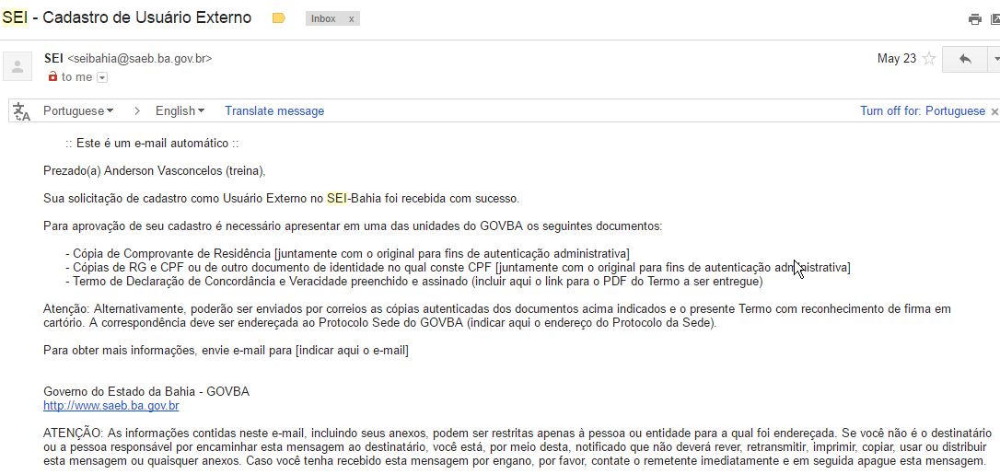 SEI - Cadastro de Usuário Externo
Inbox x
SEI <seibahia@saeb.ba.gov.br>
May 23
to me
Portuguese > English Translate message
Turn off for: Portuguese x
:: Este é um e-mail automático ::
Prezado(a) Anderson Vasconcelos (treina),
Sua solicitação de cadastro como Usuário Externo no SEI-Bahia foi recebida com sucesso.
Para aprovação de seu cadastro é necessário apresentar em uma das unidades do GOVBA os seguintes documentos:
- Cópia de Comprovante de Residência [juntamente com o original para fins de autenticação administrativa]
- Cópias de RG e CPF ou de outro documento de identidade no qual conste CPF [juntamente com o original para fins de autenticação administrativa]
- Termo de Declaração de Concordância e Veracidade preenchido e assinado (incluir aqui o link para o PDF do Termo a ser entregue)
Atenção: Alternativamente, poderão ser enviados por correios as cópias autenticadas dos documentos acima indicados e o presente Termo com reconhecimento de firma em
cartório. A correspondência deve ser endereçada ao Protocolo Sede do GOVBA (indicar aqui o endereço do Protocolo da Sede).
Para obter mais informações, envie e-mail para [indicar aqui o e-mail]
Governo do Estado da Bahia - GOVBA
http://www.saeb.ba.gov.br
ATENÇÃO: As informações contidas neste e-mail, incluindo seus anexos, podem ser restritas apenas à pessoa ou entidade para a qual foi endereçada. Se você não é o destinatário
ou a pessoa responsável por encaminhar esta mensagem ao destinatário, você está, por meio desta, notificado que não deverá rever, retransmitir, imprimir, copiar, usar ou distribuir
esta mensagem ou quaisquer anexos. Caso você tenha recebido esta mensagem por engano, por favor, contate o remetente imediatamente e em seguida apague esta mensagem.